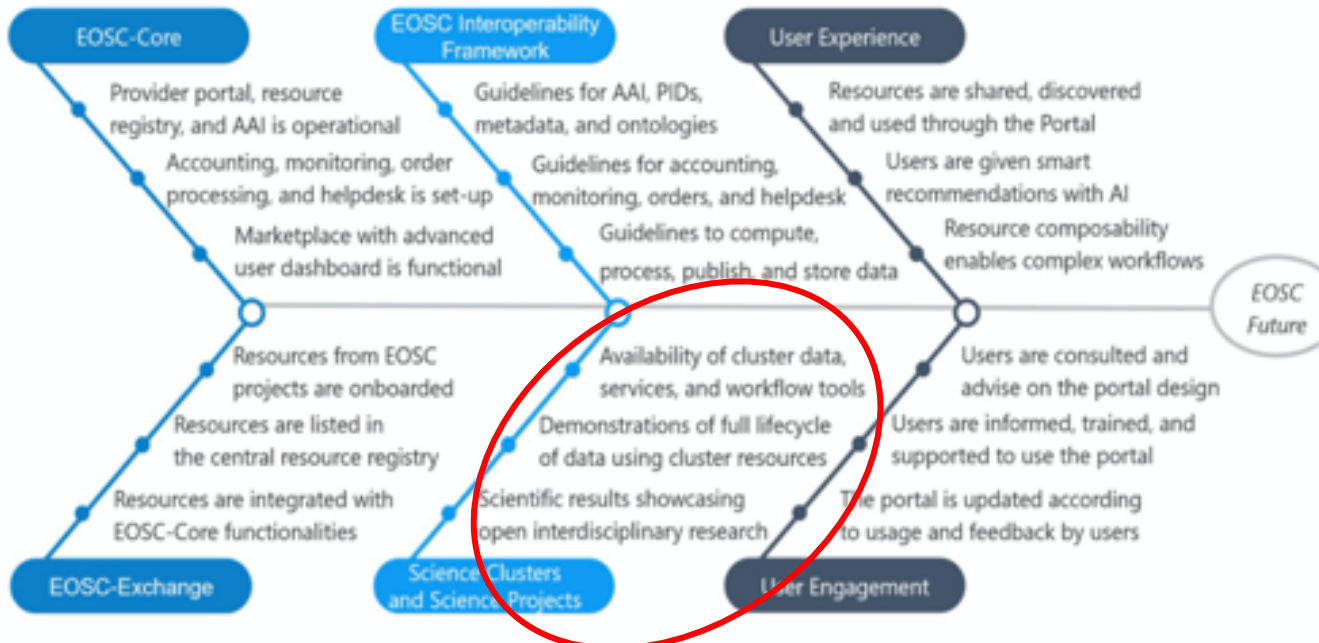 EOSC-Core
Provider portal, resource
registry, and AAI is operational
Accounting, monitoring, order
processing, and helpdesk is set-up
Marketplace with advanced
user dashboard is functional
EOSC Interoperability
Framework
Guidelines for AAI, PIDs,
metadata, and ontologies
Guidelines for accounting,
monitoring, orders, and helpdesk
Guidelines to compute,
process, publish, and store data
User Experience
Resources are shared, discovered
and used through the Portal
Users are given smart
recommendations with AI
Resource composability
enables complex workflows
EOSC
Future
Resources from EOSC
projects are onboarded
Resources are listed in
the central resource registry
Resources are integrated with
EOSC-Core functionalities
EOSC-Exchange
Availability of cluster data,
services, and workflow tools
Demonstrations of full lifecycle
of data using cluster resources
Scientific results showcasing
open interdisciplinary research
Science Clusters
and Science Projects
Users are consulted and
advise on the portal design
Users are informed, trained, and
supported to use the portal
The portal is updated according
to usage and feedback by users
User Engagement